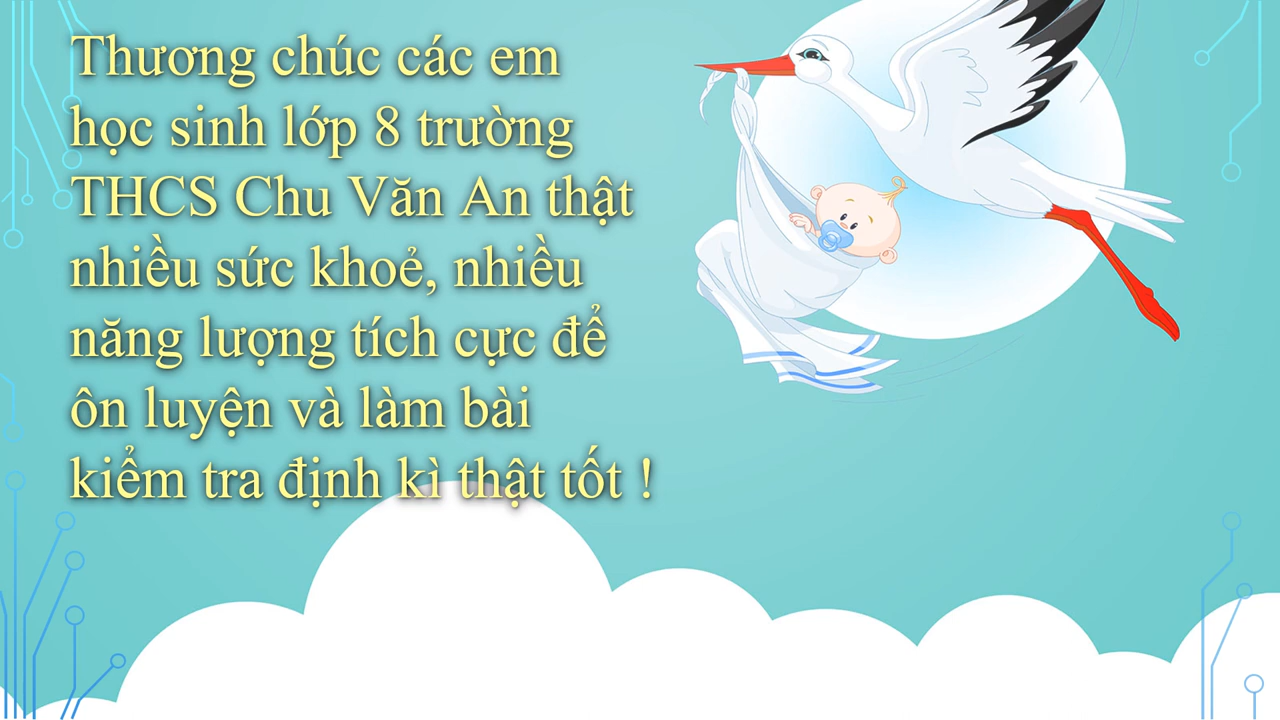 Thương chúc các em
học sinh lớp 8 trường
THCS Chu Văn An thật
nhiều sức khoẻ, nhiều
năng lượng tích cực để
ôn luyện và làm bài
kiểm tra định kì thật tốt !